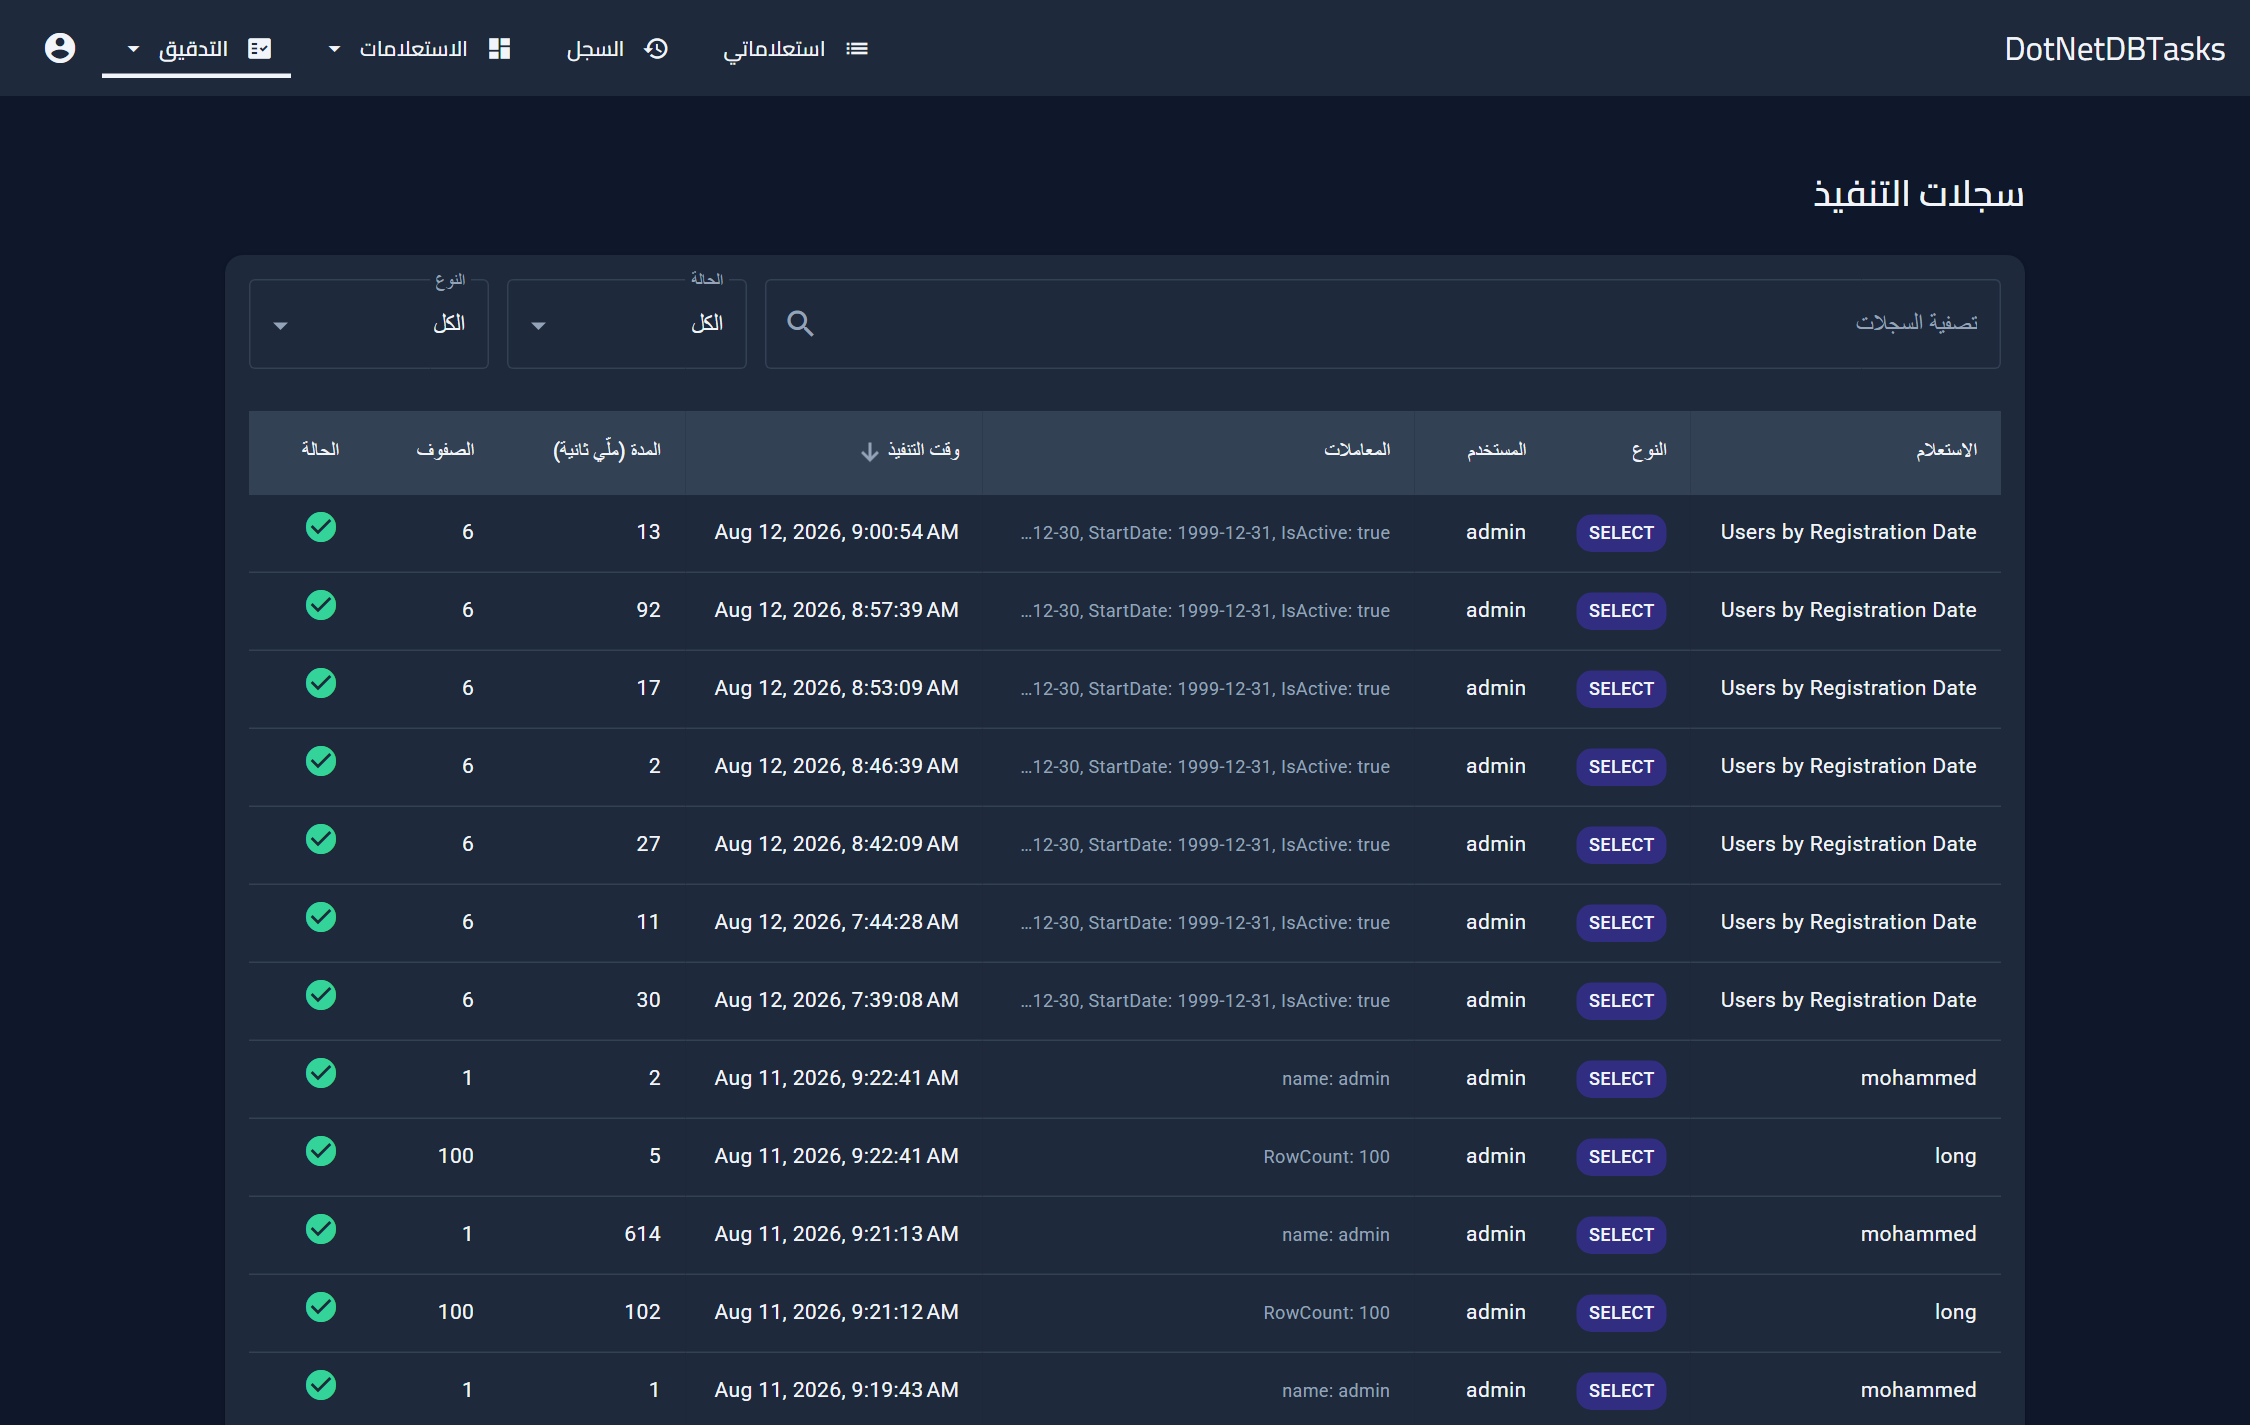 DotNetDBTasks
استعلاماتي السجل الاستعلامات التدقيق
سجلات التنفيذ
تصفية السجلات الحالة الكل النوع الكل
الاستعلام النوع المستخدم المعاملات وقت التنفيذ المدة (ملّي ثانية) الصفوف الحالة
Users by Registration Date SELECT admin ...12-30, StartDate: 1999-12-31, IsActive: true Aug 12, 2026, 9:00:54 AM 13 6
Users by Registration Date SELECT admin ...12-30, StartDate: 1999-12-31, IsActive: true Aug 12, 2026, 8:57:39 AM 92 6
Users by Registration Date SELECT admin ...12-30, StartDate: 1999-12-31, IsActive: true Aug 12, 2026, 8:53:09 AM 17 6
Users by Registration Date SELECT admin ...12-30, StartDate: 1999-12-31, IsActive: true Aug 12, 2026, 8:46:39 AM 2 6
Users by Registration Date SELECT admin ...12-30, StartDate: 1999-12-31, IsActive: true Aug 12, 2026, 8:42:09 AM 27 6
Users by Registration Date SELECT admin ...12-30, StartDate: 1999-12-31, IsActive: true Aug 12, 2026, 7:44:28 AM 11 6
Users by Registration Date SELECT admin ...12-30, StartDate: 1999-12-31, IsActive: true Aug 12, 2026, 7:39:08 AM 30 6
mohammed SELECT admin name: admin Aug 11, 2026, 9:22:41 AM 2 1
long SELECT admin RowCount: 100 Aug 11, 2026, 9:22:41 AM 5 100
mohammed SELECT admin name: admin Aug 11, 2026, 9:21:13 AM 614 1
long SELECT admin RowCount: 100 Aug 11, 2026, 9:21:12 AM 102 100
mohammed SELECT admin name: admin Aug 11, 2026, 9:19:43 AM 1 1